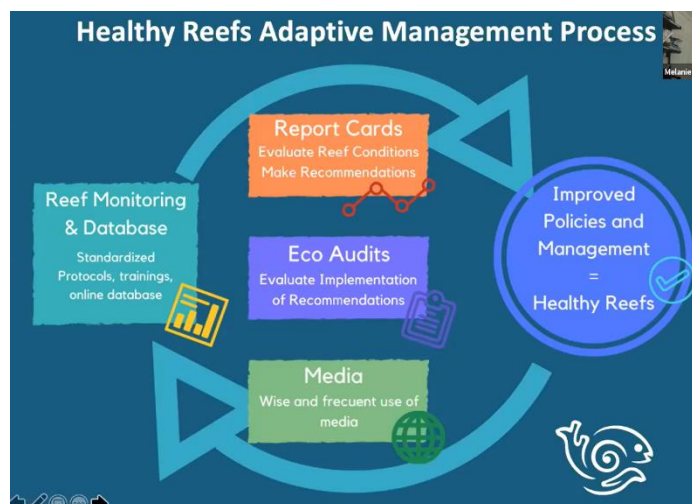 Healthy Reefs Adaptive Management Process
Melanie
Report Cards
Evaluate Reef Conditions
Make Recommendations
Reef Monitoring
& Database
Standardized
Protocols, trainings,
online database
Eco Audits
Evaluate Implementation
of Recommendations
Media
Wise and frecuent use of
media
Improved
Policies and
Management
=
Healthy Reefs